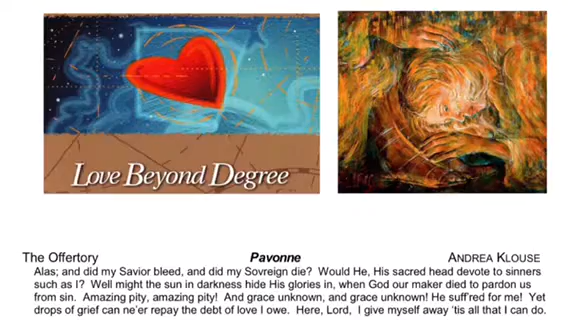 Love Beyond Degree
The Offertory Pavonne ANDREA KLOUSE
Alas; and did my Savior bleed, and did my Sovreign die? Would He, His sacred head devote to sinners
such as I? Well might the sun in darkness hide His glories in, when God our maker died to pardon us
from sin. Amazing pity, amazing pity! And grace unknown, and grace unknown! He suff'red for me! Yet
drops of grief can ne'er repay the debt of love I owe. Here, Lord, I give myself away 'tis all that I can do.